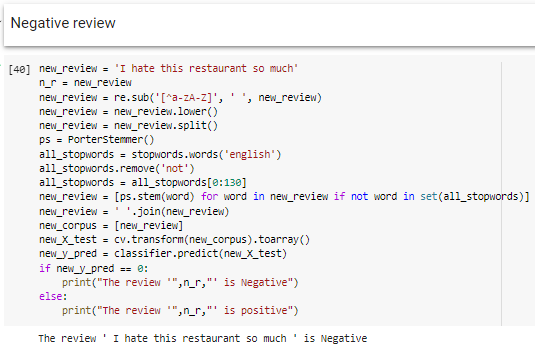 Negative review
[40] new_review = 'I hate this restaurant so much'
n_r = new_review
new_review = re.sub('[^a-zA-Z]', ' ', new_review)
new_review = new_review.lower()
new_review = new_review.split()
ps = PorterStemmer()
all_stopwords = stopwords.words('english')
all_stopwords.remove('not')
all_stopwords = all_stopwords[0:130]
new_review = [ps.stem(word) for word in new_review if not word in set(all_stopwords)]
new_review = ' '.join(new_review)
new_corpus = [new_review]
new_X_test = cv.transform(new_corpus).toarray()
new_y_pred = classifier.predict(new_X_test)
if new_y_pred == 0:
    print("The review '",n_r,"' is Negative")
else:
    print("The review '",n_r,"' is positive")
The review ' I hate this restaurant so much ' is Negative